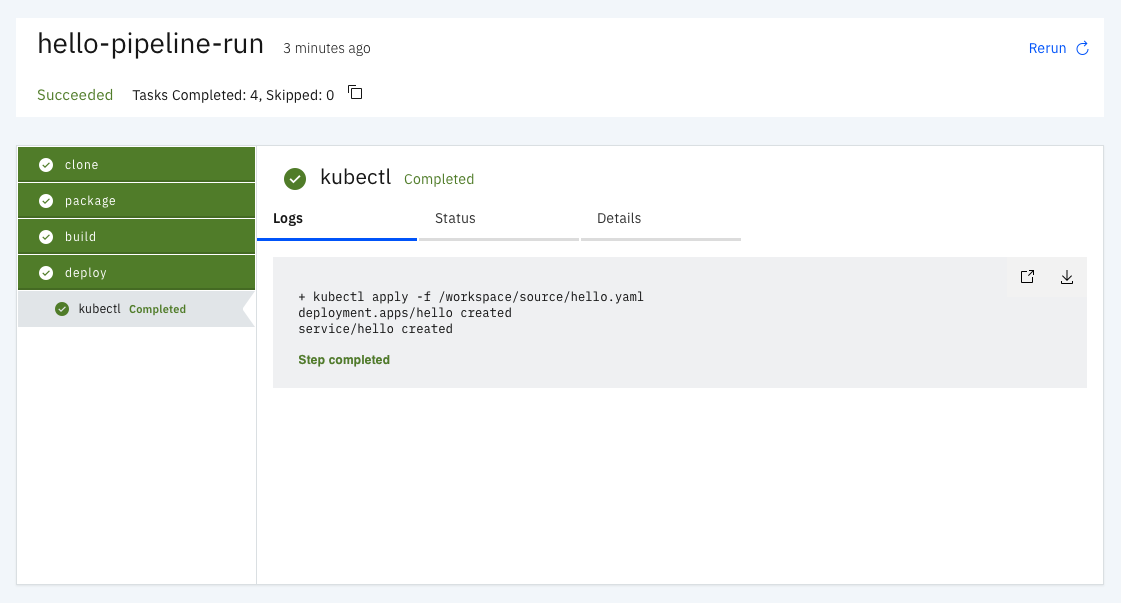 hello-pipeline-run 3 minutes ago Rerun
Succeeded Tasks Completed: 4, Skipped: 0
clone
package
build
deploy
kubectl Completed
kubectl Completed
Logs Status Details
+ kubectl apply -f /workspace/source/hello.yaml
deployment.apps/hello created
service/hello created
Step completed